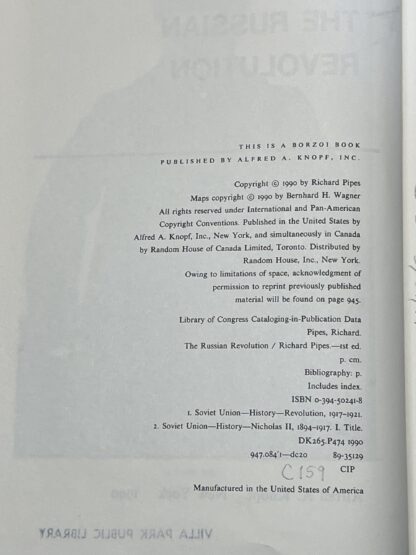 THE RUSSIAN
REVOLUTION
THIS IS A BORZOI BOOK
PUBLISHED BY ALFRED A. KNOPF, INC.
Copyright © 1990 by Richard Pipes
Maps copyright © 1990 by Bernhard H. Wagner
All rights reserved under International and Pan-American
Copyright Conventions. Published in the United States by
Alfred A. Knopf, Inc., New York, and simultaneously in Canada
by Random House of Canada Limited, Toronto. Distributed by
Random House, Inc., New York.
Owing to limitations of space, acknowledgment of
permission to reprint previously published
material will be found on page 945.
Library of Congress Cataloging-in-Publication Data
Pipes, Richard.
The Russian Revolution / Richard Pipes.—1st ed.
p. cm.
Bibliography: p.
Includes index.
ISBN 0-394-50241-8
1. Soviet Union—History—Revolution, 1917–1921.
2. Soviet Union—History—Nicholas II, 1894–1917. I. Title.
DK265.P474 1990
947.084'1—dc20 89-35129
C159 CIP
Manufactured in the United States of America
VILLA PARK PUBLIC LIBRARY